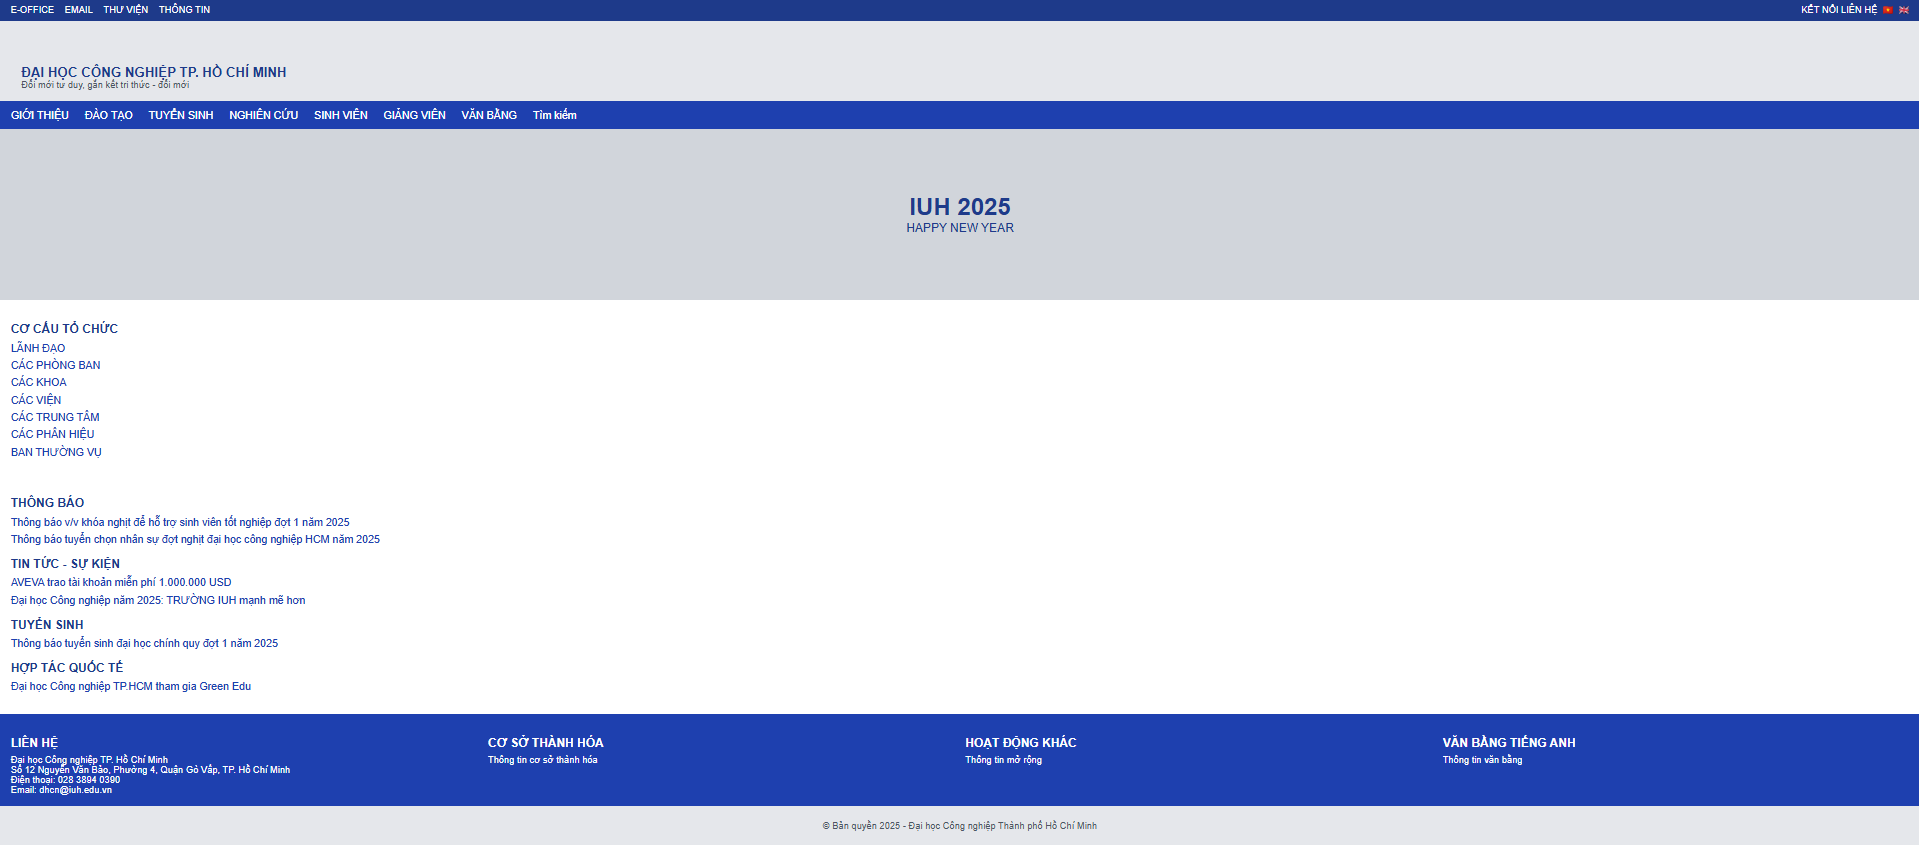 E-OFFICE EMAIL THƯ VIỆN THÔNG TIN KẾT NỐI LIÊN HỆ
ĐẠI HỌC CÔNG NGHIỆP TP. HỒ CHÍ MINH
Đổi mới tư duy, gắn kết tri thức - đổi mới
GIỚI THIỆU ĐÀO TẠO TUYỂN SINH NGHIÊN CỨU SINH VIÊN GIẢNG VIÊN VĂN BẰNG Tìm kiếm
IUH 2025
HAPPY NEW YEAR
CƠ CẤU TỔ CHỨC
LÃNH ĐẠO
CÁC PHÒNG BAN
CÁC KHOA
CÁC VIỆN
CÁC TRUNG TÂM
CÁC PHÂN HIỆU
BAN THƯỜNG VỤ
THÔNG BÁO
Thông báo v/v khóa nghịt để hỗ trợ sinh viên tốt nghiệp đợt 1 năm 2025
Thông báo tuyển chọn nhân sự đợt nghịt đại học công nghiệp HCM năm 2025
TIN TỨC - SỰ KIỆN
AVEVA trao tài khoản miễn phí 1.000.000 USD
Đại học Công nghiệp năm 2025: TRƯỜNG IUH mạnh mẽ hơn
TUYỂN SINH
Thông báo tuyển sinh đại học chính quy đợt 1 năm 2025
HỢP TÁC QUỐC TẾ
Đại học Công nghiệp TP.HCM tham gia Green Edu
LIÊN HỆ
Đại học Công nghiệp TP. Hồ Chí Minh
Số 12 Nguyễn Văn Bảo, Phường 4, Quận Gò Vấp, TP. Hồ Chí Minh
Điện thoại: 028 3894 0390
Email: dhcn@iuh.edu.vn
CƠ SỞ THÀNH HÓA
Thông tin cơ sở thành hóa
HOẠT ĐỘNG KHÁC
Thông tin mở rộng
VĂN BẰNG TIẾNG ANH
Thông tin văn bằng
© Bản quyền 2025 - Đại học Công nghiệp Thành phố Hồ Chí Minh